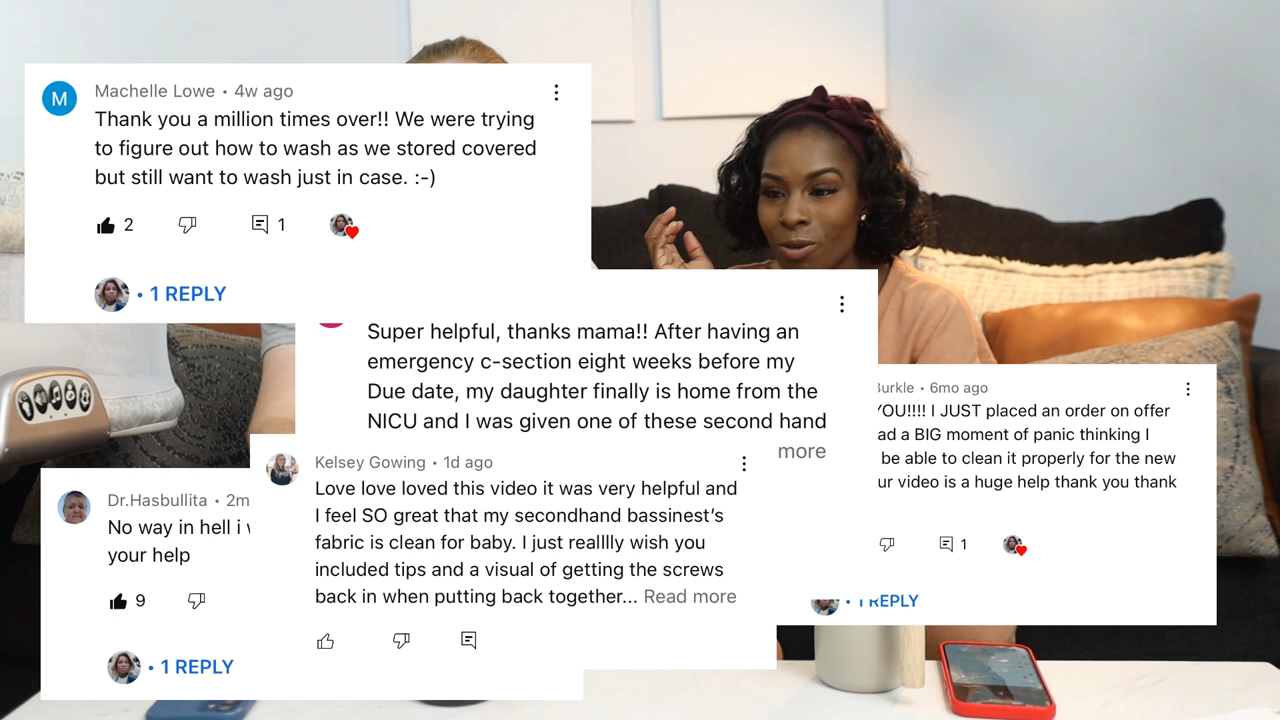 Machelle Lowe • 4w ago
Thank you a million times over!! We were trying
to figure out how to wash as we stored covered
but still want to wash just in case. :-)
2
1
• 1 REPLY
Super helpful, thanks mama!! After having an
emergency c-section eight weeks before my
Due date, my daughter finally is home from the
NICU and I was given one of these second hand
more
Burkle • 6mo ago
YOU!!!! I JUST placed an order on offer
ad a BIG moment of panic thinking I
be able to clean it properly for the new
ur video is a huge help thank you thank
1
• 1 REPLY
Kelsey Gowing • 1d ago
Love love loved this video it was very helpful and
I feel SO great that my secondhand bassinest’s
fabric is clean for baby. I just realllly wish you
included tips and a visual of getting the screws
back in when putting back together... Read more
Dr.Hasbullita • 2m
No way in hell i
your help
9
• 1 REPLY
M